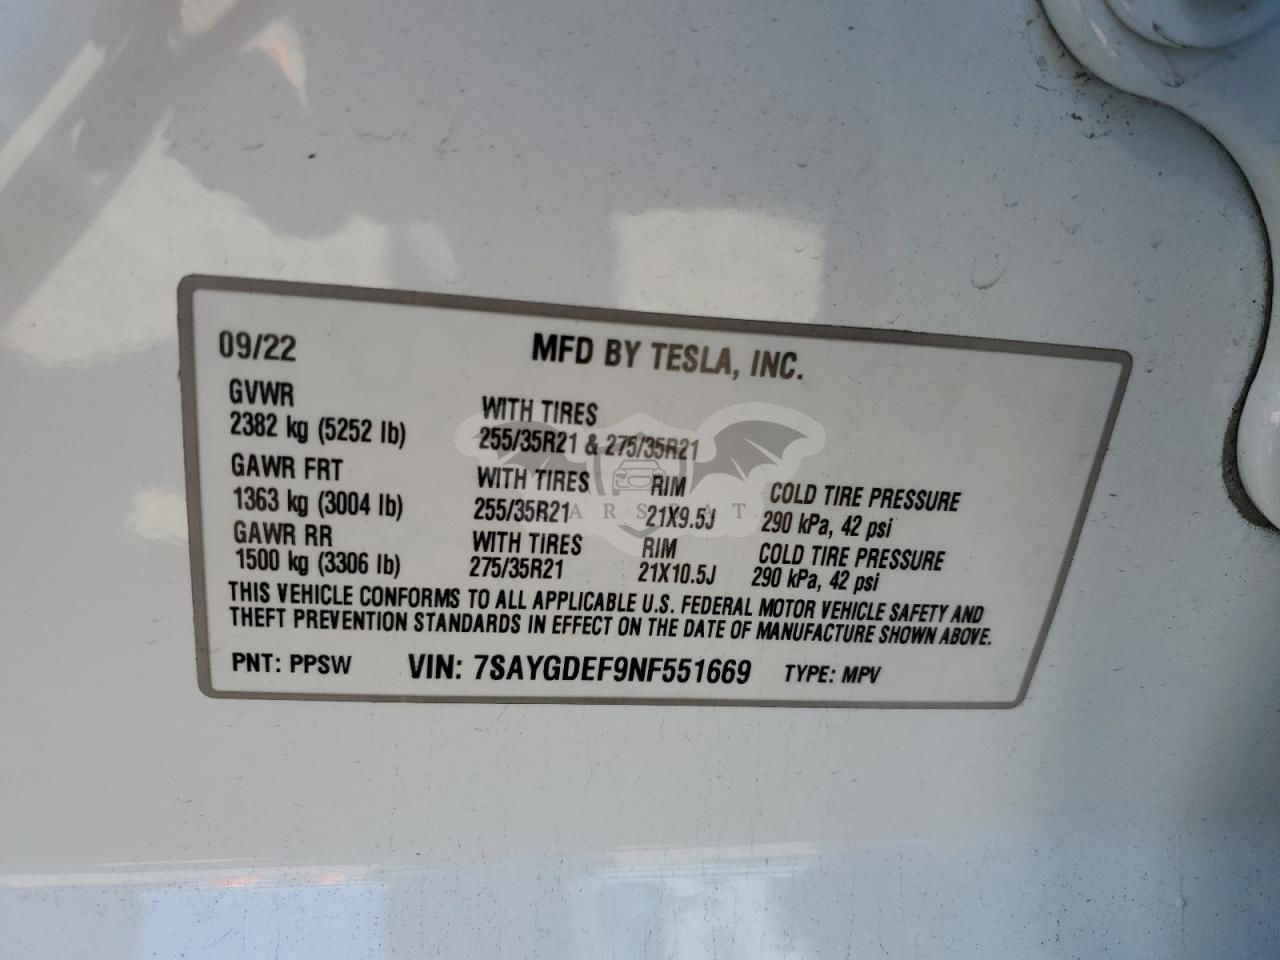 09/22 MFD BY TESLA, INC.
GVWR
2382 kg (5252 lb)
WITH TIRES
255/35R21 & 275/35R21
GAWR FRT
1363 kg (3004 lb)
WITH TIRES
255/35R21
RIM
21X9.5J
COLD TIRE PRESSURE
290 kPa, 42 psi
GAWR RR
1500 kg (3306 lb)
WITH TIRES
275/35R21
RIM
21X10.5J
COLD TIRE PRESSURE
290 kPa, 42 psi
THIS VEHICLE CONFORMS TO ALL APPLICABLE U.S. FEDERAL MOTOR VEHICLE SAFETY AND
THEFT PREVENTION STANDARDS IN EFFECT ON THE DATE OF MANUFACTURE SHOWN ABOVE.
PNT: PPSW VIN: 7SAYGDEF9NF551669 TYPE: MPV